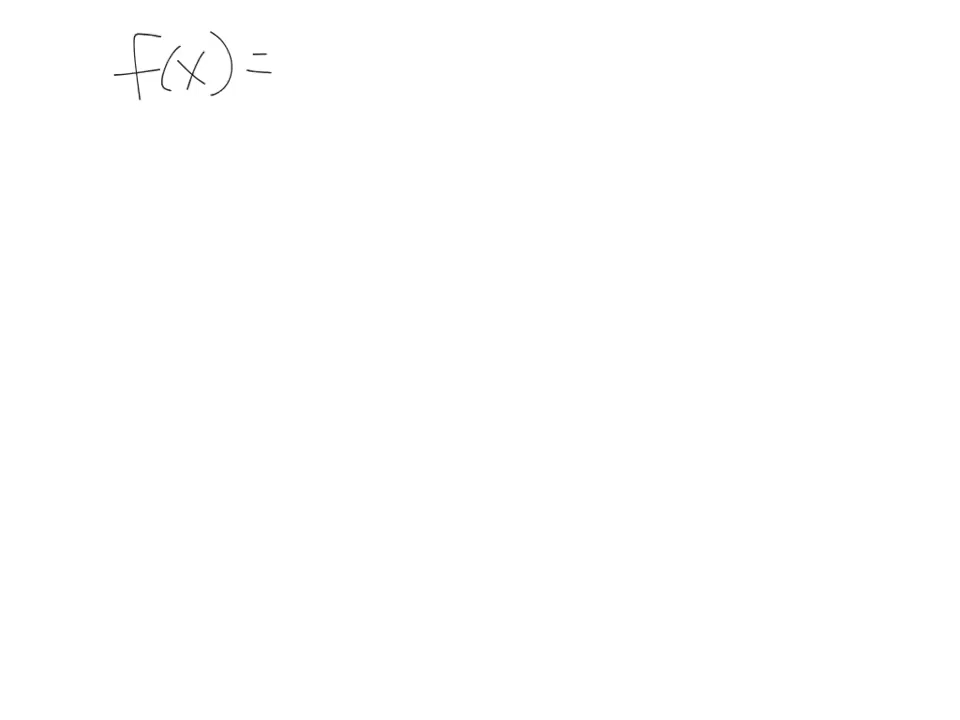 f(x) =